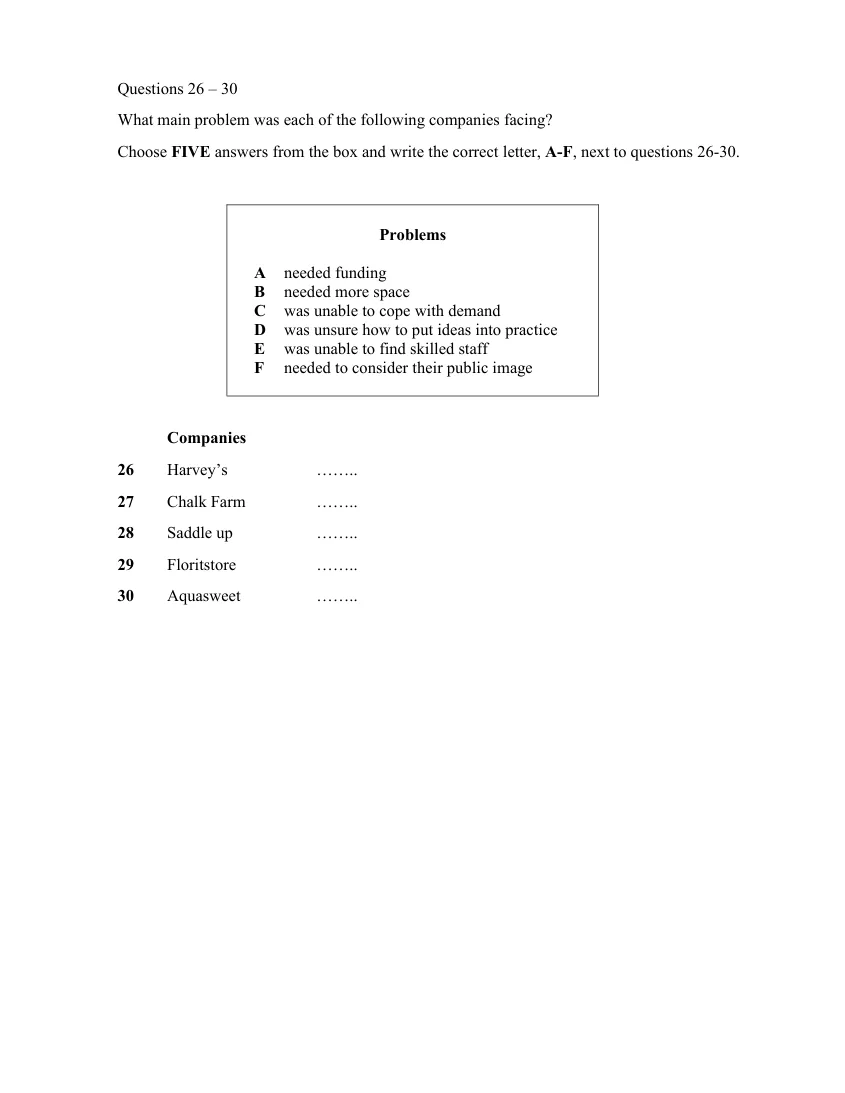 Questions 26 – 30
What main problem was each of the following companies facing?
Choose FIVE answers from the box and write the correct letter, A-F, next to questions 26-30.
Problems
A needed funding
B needed more space
C was unable to cope with demand
D was unsure how to put ideas into practice
E was unable to find skilled staff
F needed to consider their public image
Companies
26 Harvey’s ……..
27 Chalk Farm ……..
28 Saddle up ……..
29 Floritstore ……..
30 Aquasweet ……..